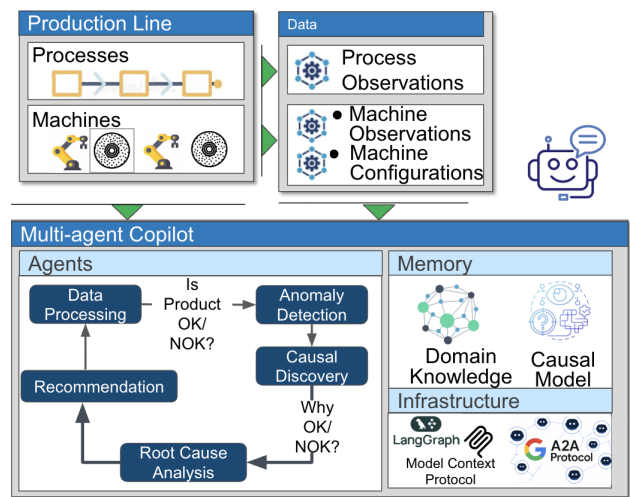 Production Line
Processes
Machines
Data
Process
Observations
• Machine
Observations
• Machine
Configurations
Multi-agent Copilot
Agents
Data
Processing
Is
Product
OK/
NOK?
Anomaly
Detection
Causal
Discovery
Why
OK/
NOK?
Root Cause
Analysis
Recommendation
Memory
Domain
Knowledge
Causal
Model
Infrastructure
LangGraph
Model Context
Protocol
A2A
Protocol